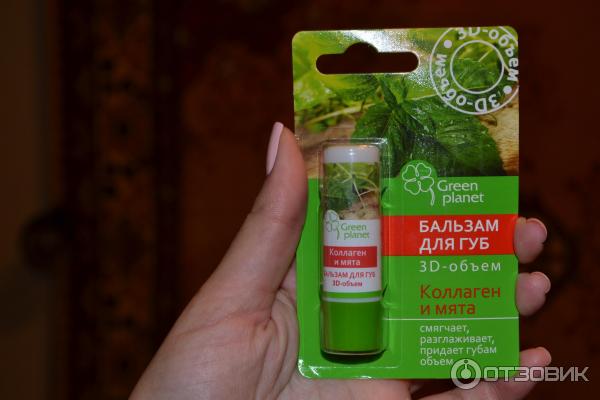 3D-объем • 3D-объем •
Green
planet
БАЛЬЗАМ
ДЛЯ ГУБ
3D-объем
Коллаген
и мята
смягчает,
разглаживает,
придает губам
объем
Green
planet
Коллаген
и мята
БАЛЬЗАМ ДЛЯ ГУБ
3D-объем
ОТЗОВИК